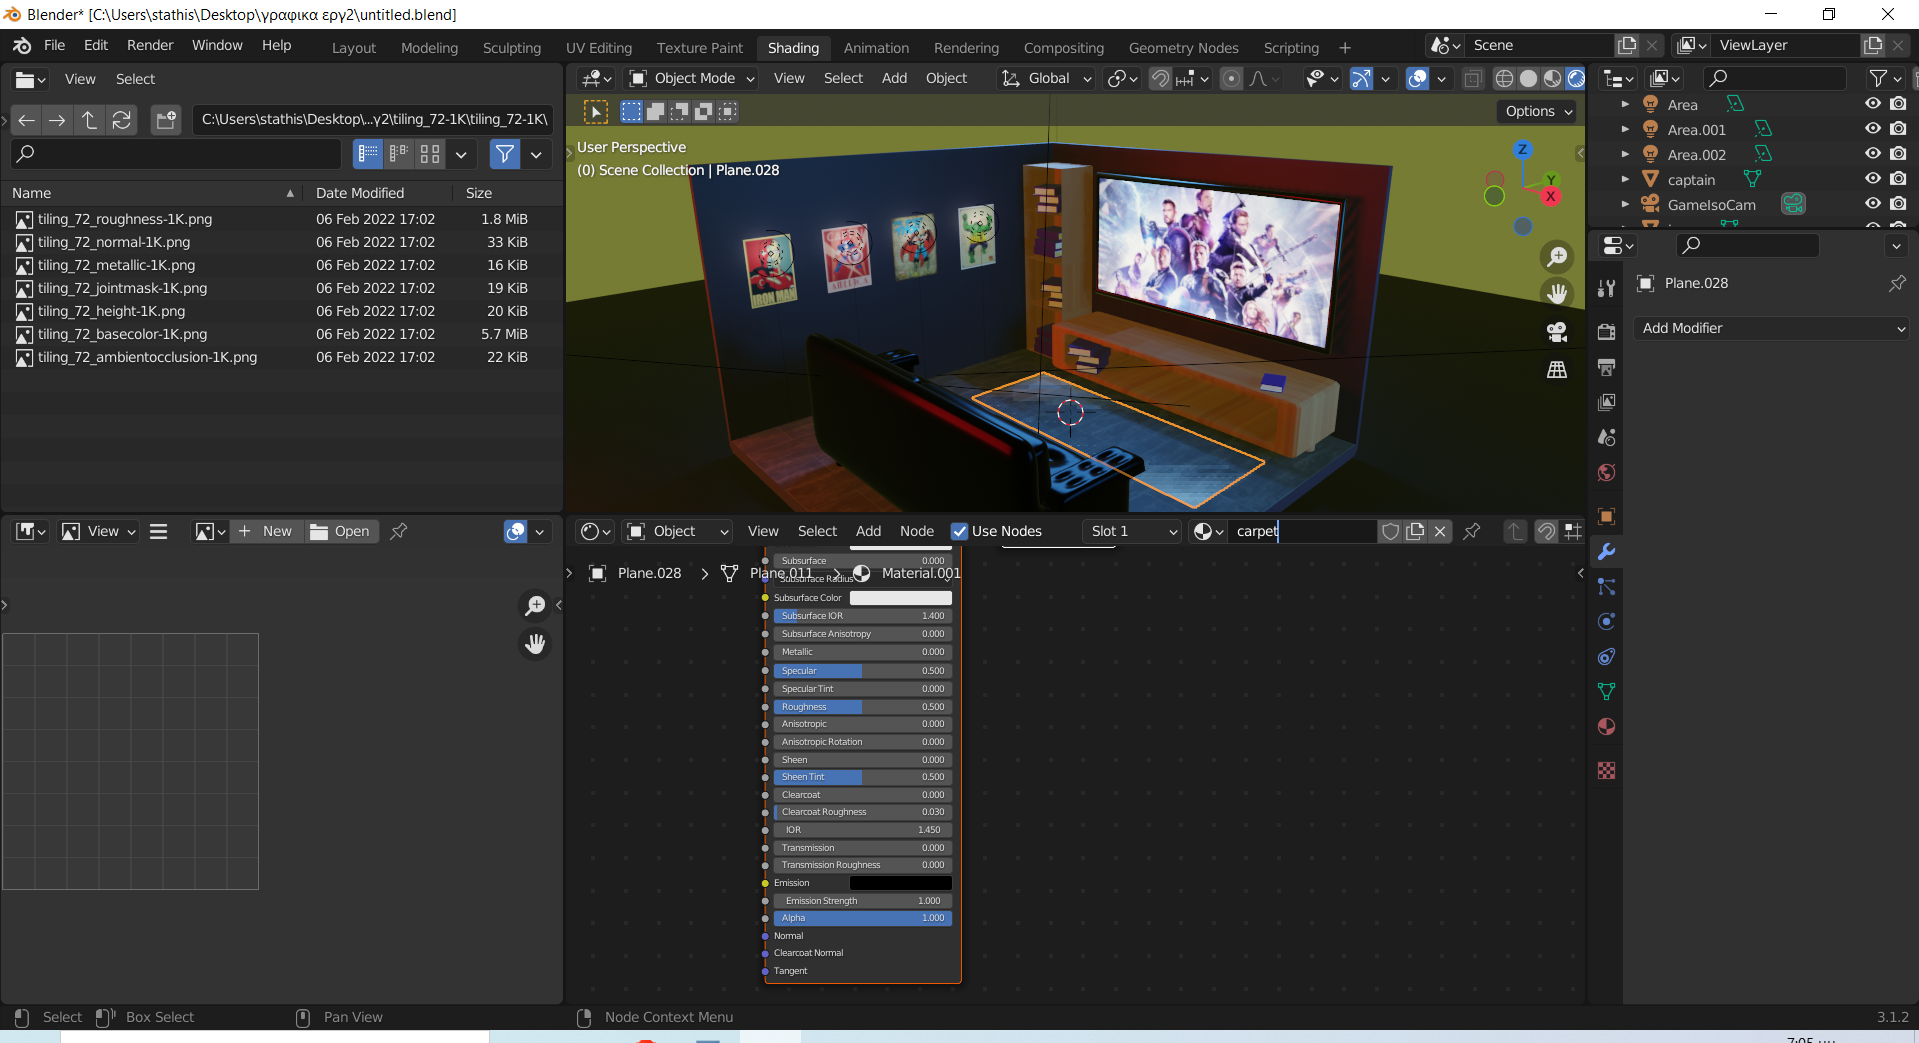 Blender* [C:\Users\stathis\Desktop\γραφικα εργ2\untitled.blend]
File Edit Render Window Help Layout Modeling Sculpting UV Editing Texture Paint Shading Animation Rendering Compositing Geometry Nodes Scripting + Scene ViewLayer
View Select
C:\Users\stathis\Desktop\...γ2\tiling_72-1K\tiling_72-1K\
Name Date Modified Size
tiling_72_roughness-1K.png 06 Feb 2022 17:02 1.8 MiB
tiling_72_normal-1K.png 06 Feb 2022 17:02 33 KiB
tiling_72_metallic-1K.png 06 Feb 2022 17:02 16 KiB
tiling_72_jointmask-1K.png 06 Feb 2022 17:02 19 KiB
tiling_72_height-1K.png 06 Feb 2022 17:02 20 KiB
tiling_72_basecolor-1K.png 06 Feb 2022 17:02 5.7 MiB
tiling_72_ambientocclusion-1K.png 06 Feb 2022 17:02 22 KiB
Object Mode View Select Add Object Global
Options
User Perspective
(0) Scene Collection | Plane.028
Z
Y
X
IRON MAN
Area
Area.001
Area.002
captain
GameIsoCam
Plane.028
Add Modifier
View New Open
Object View Select Add Node Use Nodes Slot 1 carpet
Plane.028 > Plane.011 > Material.001
Subsurface 0.000
Subsurface Radius
Subsurface Color
Subsurface IOR 1.400
Subsurface Anisotropy 0.000
Metallic 0.000
Specular 0.500
Specular Tint 0.000
Roughness 0.500
Anisotropic 0.000
Anisotropic Rotation 0.000
Sheen 0.000
Sheen Tint 0.500
Clearcoat 0.000
Clearcoat Roughness 0.030
IOR 1.450
Transmission 0.000
Transmission Roughness 0.000
Emission
Emission Strength 1.000
Alpha 1.000
Normal
Clearcoat Normal
Tangent
Select Box Select Pan View Node Context Menu 3.1.2